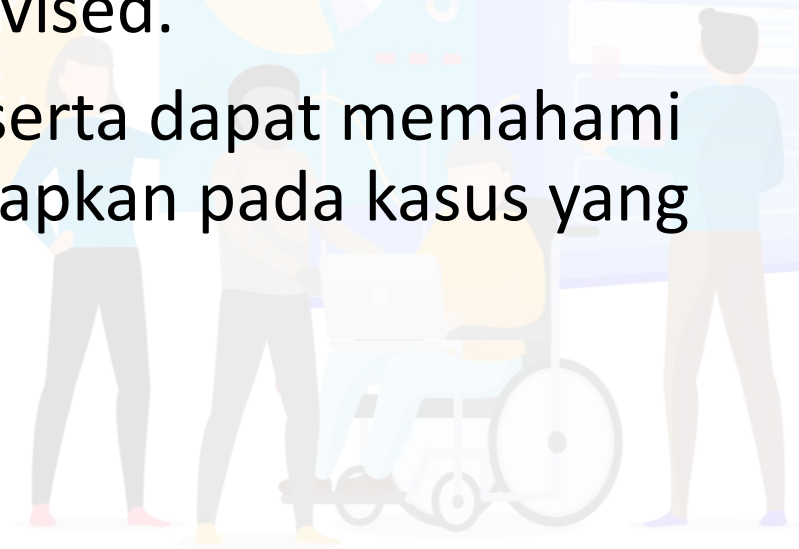 vised.
serta dapat memahami
apkan pada kasus yang